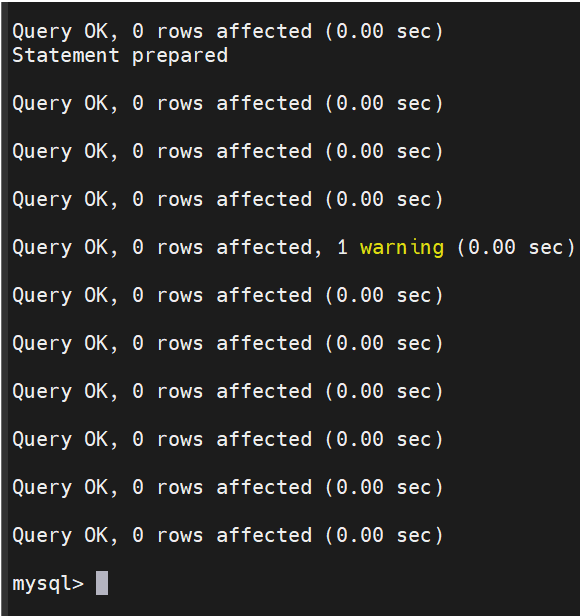 Query OK, 0 rows affected (0.00 sec)
Statement prepared
Query OK, 0 rows affected (0.00 sec)
Query OK, 0 rows affected (0.00 sec)
Query OK, 0 rows affected (0.00 sec)
Query OK, 0 rows affected, 1 warning (0.00 sec)
Query OK, 0 rows affected (0.00 sec)
Query OK, 0 rows affected (0.00 sec)
Query OK, 0 rows affected (0.00 sec)
Query OK, 0 rows affected (0.00 sec)
Query OK, 0 rows affected (0.00 sec)
Query OK, 0 rows affected (0.00 sec)
mysql>